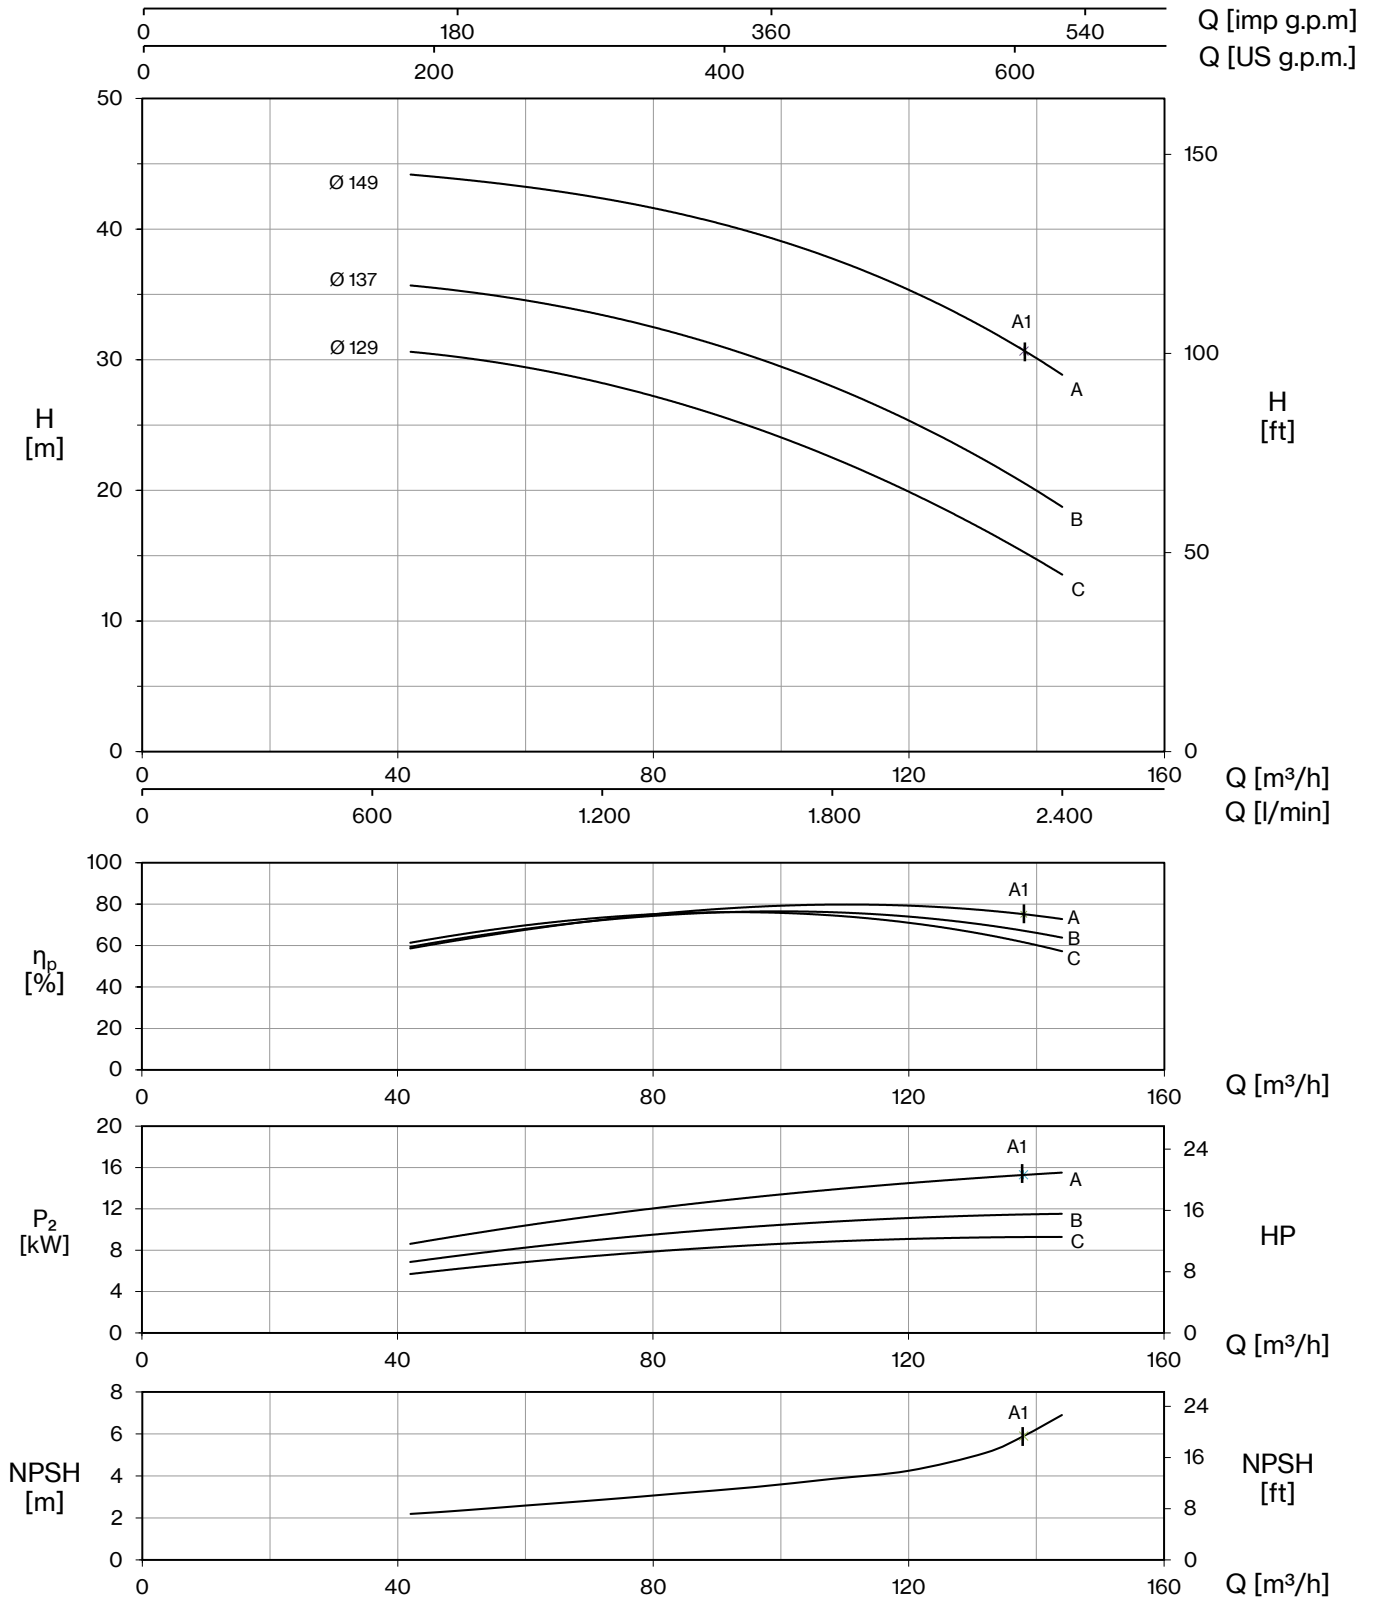 0 180 360 540 Q [imp g.p.m]
0 200 400 600 Q [US g.p.m.]
50
150
Ø 149
40
Ø 137
A1
Ø 129
30
100
A
H
[m]
H
[ft]
20
B
50
C
10
0
0
0 40 80 120 160 Q [m³/h]
0 600 1.200 1.800 2.400 Q [l/min]
100
80
60
40
20
0
ηp
[%]
A1
A
B
C
0 40 80 120 160 Q [m³/h]
20
16
12
8
4
0
P₂
[kW]
A1
A
B
C
24
16
8
0
HP
0 40 80 120 160 Q [m³/h]
8
6
4
2
0
NPSH
[m]
A1
24
16
8
0
NPSH
[ft]
0 40 80 120 160 Q [m³/h]